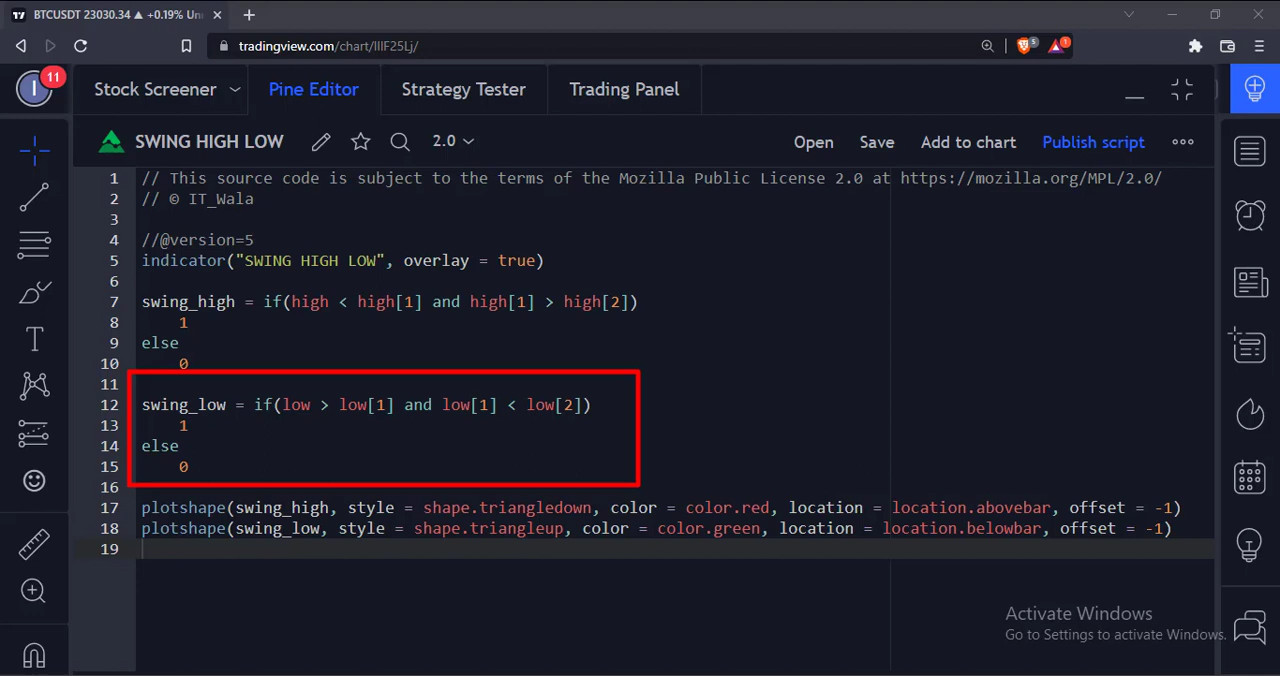 BTCUSDT 23030.34 ▲ +0.19% Un
tradingview.com/chart/IIIF25Lj/
5
1
I
11
Stock Screener
Pine Editor
Strategy Tester
Trading Panel
SWING HIGH LOW
2.0
Open
Save
Add to chart
Publish script
1 // This source code is subject to the terms of the Mozilla Public License 2.0 at https://mozilla.org/MPL/2.0/
2 // © IT_Wala
3
4 //@version=5
5 indicator("SWING HIGH LOW", overlay = true)
6
7 swing_high = if(high < high[1] and high[1] > high[2])
8     1
9 else
10     0
11
12 swing_low = if(low > low[1] and low[1] < low[2])
13     1
14 else
15     0
16
17 plotshape(swing_high, style = shape.triangledown, color = color.red, location = location.abovebar, offset = -1)
18 plotshape(swing_low, style = shape.triangleup, color = color.green, location = location.belowbar, offset = -1)
19
Activate Windows
Go to Settings to activate Windows.